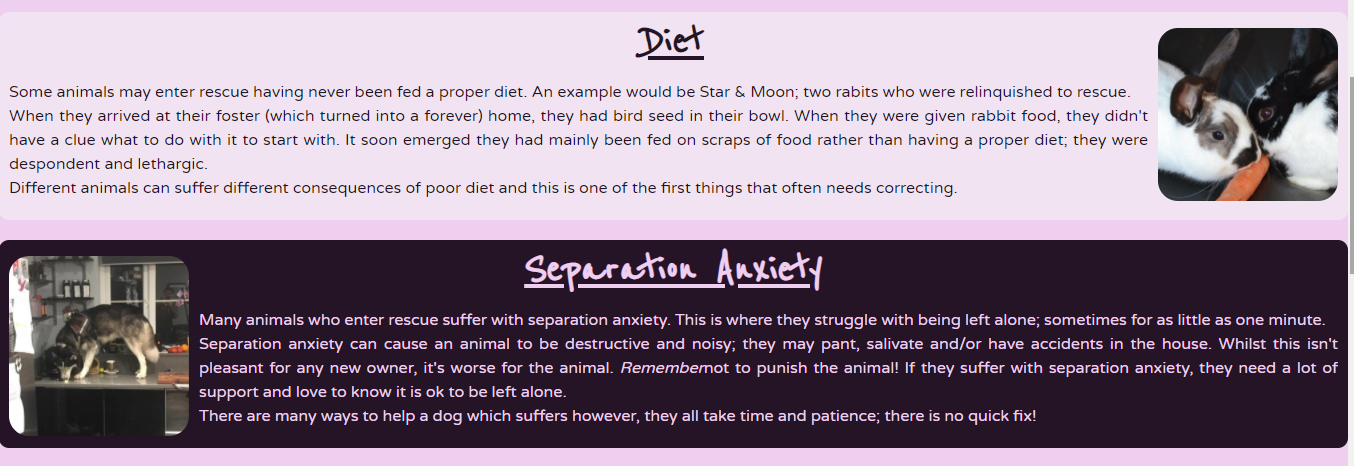 Diet
Some animals may enter rescue having never been fed a proper diet. An example would be Star & Moon; two rabits who were relinquished to rescue.
When they arrived at their foster (which turned into a forever) home, they had bird seed in their bowl. When they were given rabbit food, they didn't
have a clue what to do with it to start with. It soon emerged they had mainly been fed on scraps of food rather than having a proper diet; they were
despondent and lethargic.
Different animals can suffer different consequences of poor diet and this is one of the first things that often needs correcting.
Separation Anxiety
Many animals who enter rescue suffer with separation anxiety. This is where they struggle with being left alone; sometimes for as little as one minute.
Separation anxiety can cause an animal to be destructive and noisy; they may pant, salivate and/or have accidents in the house. Whilst this isn't
pleasant for any new owner, it's worse for the animal. Remembernot to punish the animal! If they suffer with separation anxiety, they need a lot of
support and love to know it is ok to be left alone.
There are many ways to help a dog which suffers however, they all take time and patience; there is no quick fix!